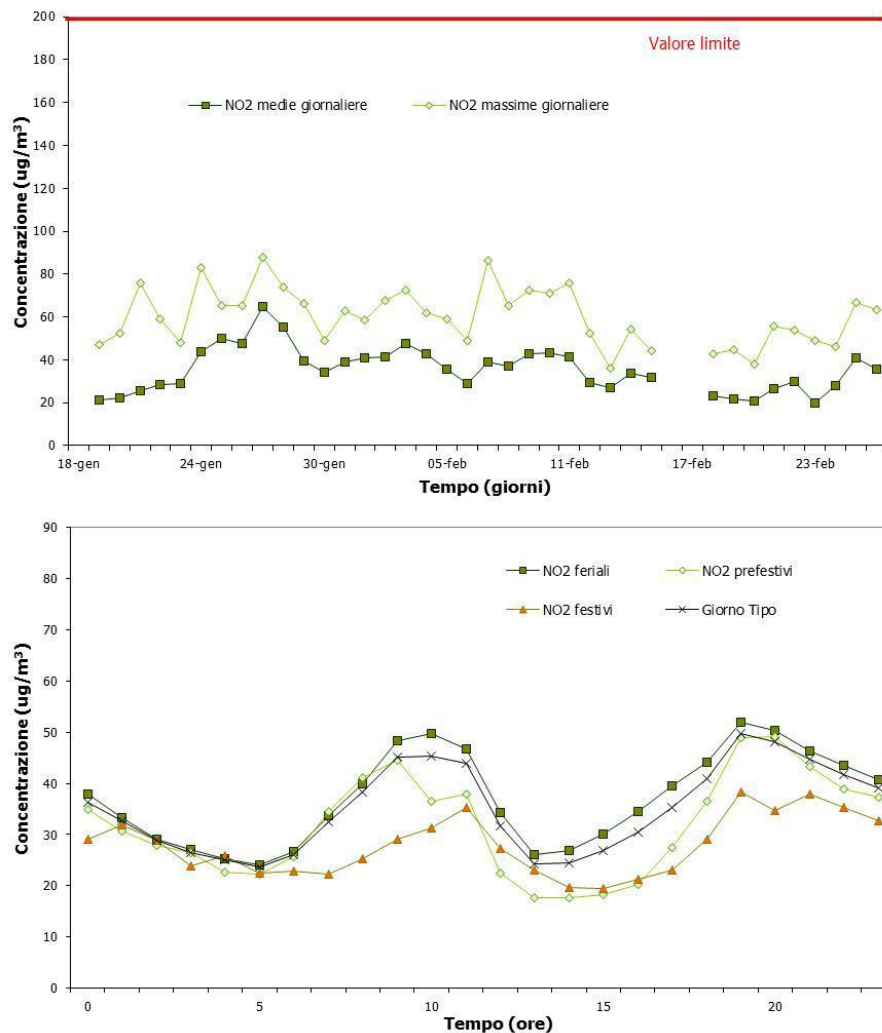 200
180
160
140
120
100
80
60
40
20
0
Concentrazione (ug/m³)
Valore limite
NO2 medie giornaliere
NO2 massime giornaliere
18-gen
24-gen
30-gen
05-feb
11-feb
17-feb
23-feb
Tempo (giorni)
90
80
70
60
50
40
30
20
10
0
Concentrazione (ug/m³)
NO2 feriali
NO2 prefestivi
NO2 festivi
Giorno Tipo
0
5
10
15
20
Tempo (ore)